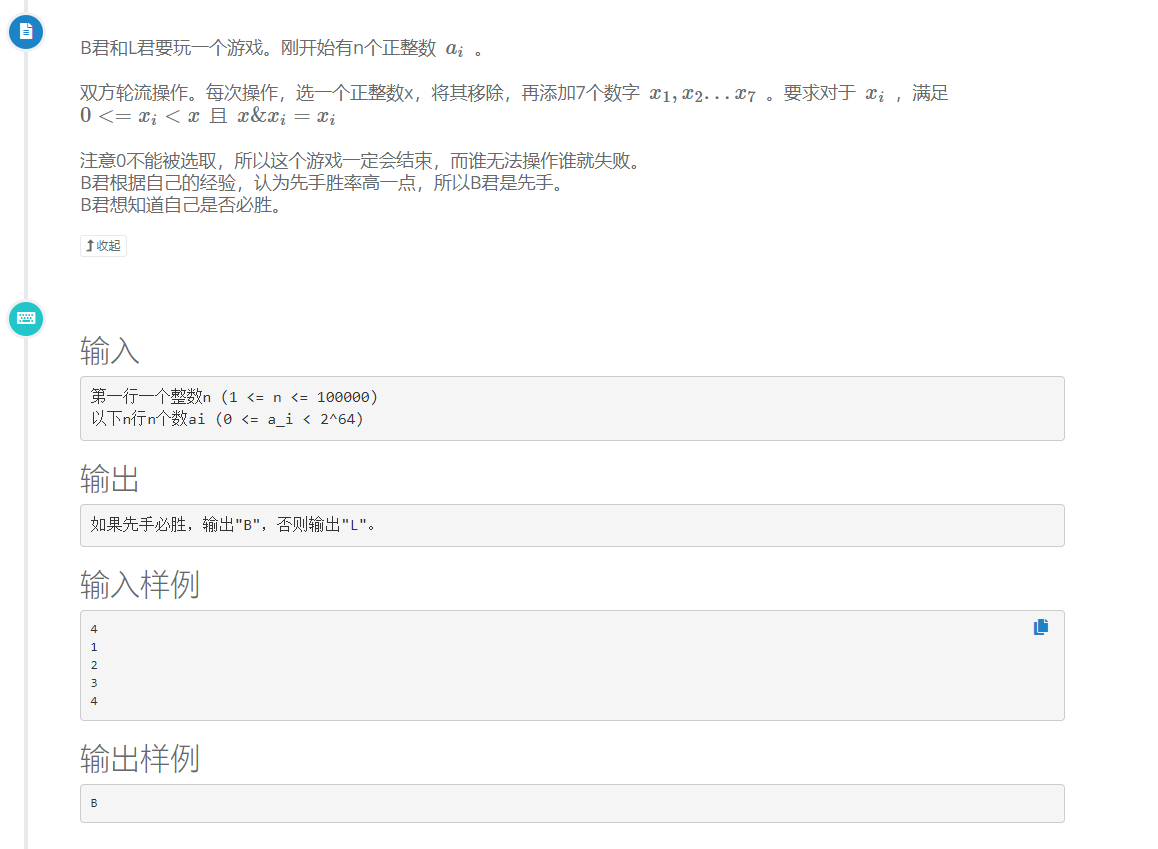 B君和L君要玩一个游戏。刚开始有n个正整数 a_i 。
双方轮流操作。每次操作，选一个正整数x，将其移除，再添加7个数字 x_1, x_2 ... x_7 。要求对于 x_i ，满足
0 <= x_i < x 且 x&x_i = x_i
注意0不能被选取，所以这个游戏一定会结束，而谁无法操作谁就失败。
B君根据自己的经验，认为先手胜率高一点，所以B君是先手。
B君想知道自己是否必胜。
收起
输入
第一行一个整数n (1 <= n <= 100000)
以下n行n个数ai (0 <= a_i < 2^64)
输出
如果先手必胜，输出"B"，否则输出"L"。
输入样例
4
1
2
3
4
输出样例
B